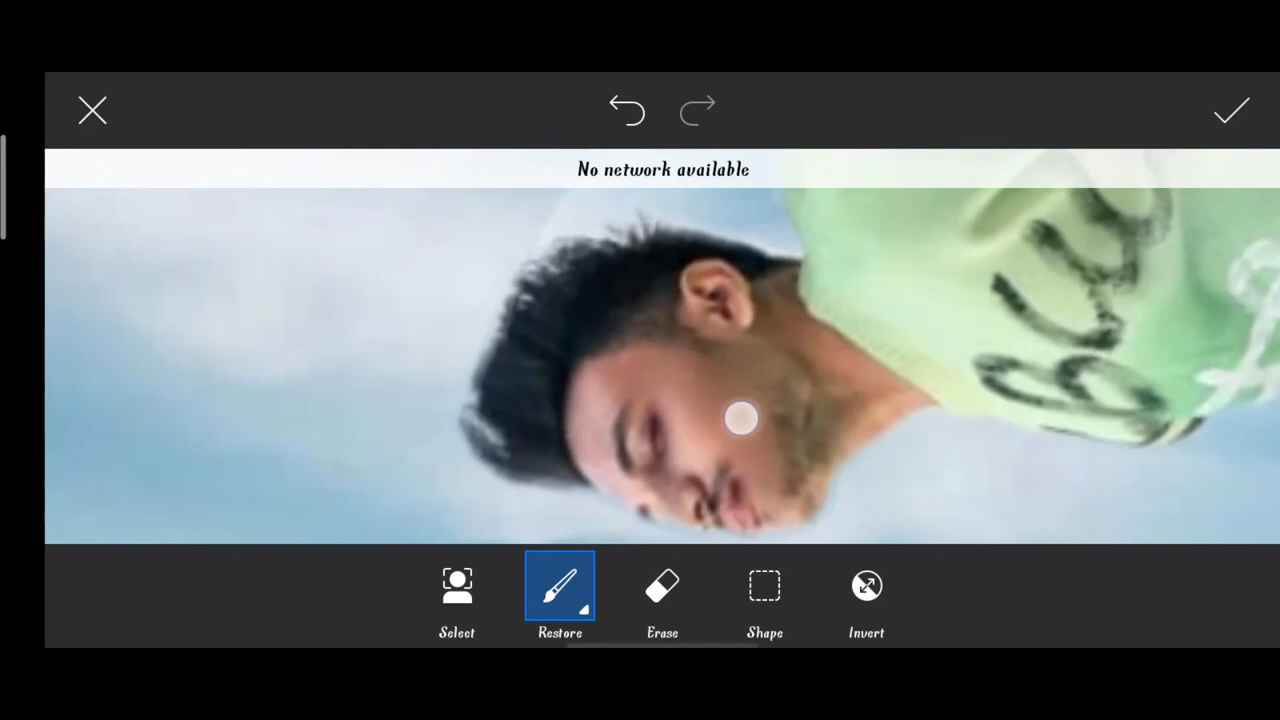 No network available
Select
Restore
Erase
Shape
Invert